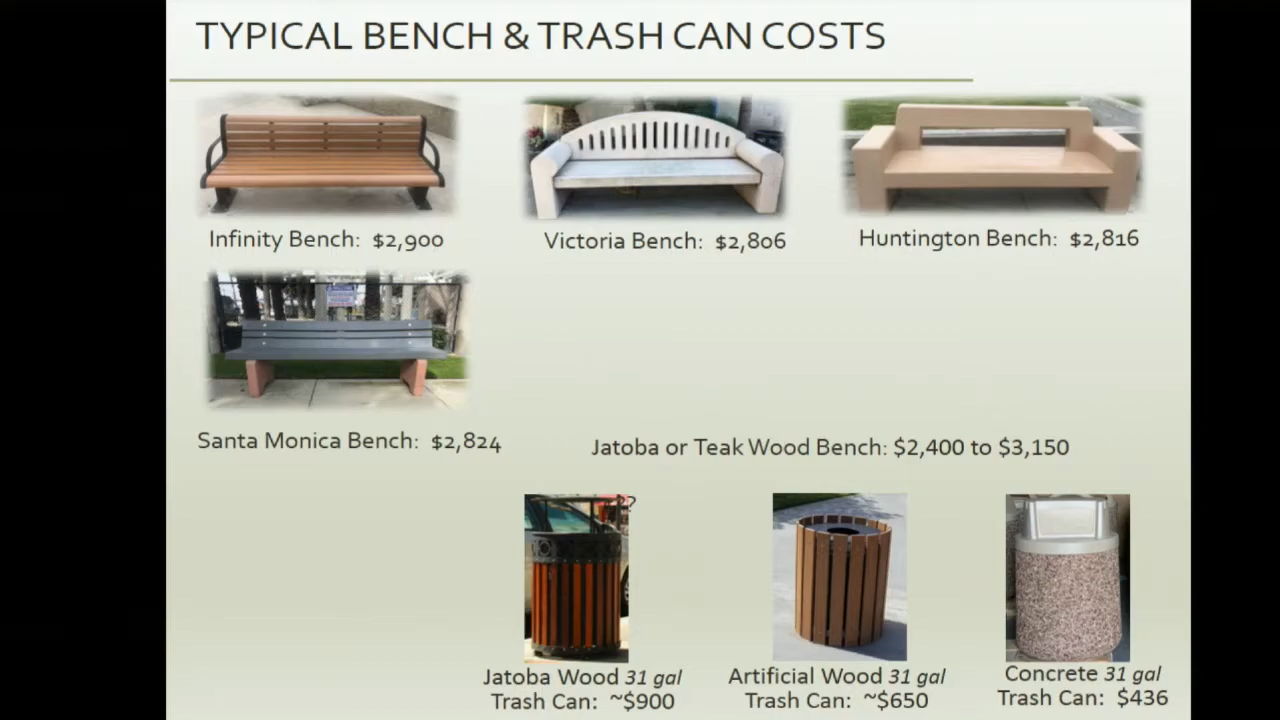 TYPICAL BENCH & TRASH CAN COSTS
Infinity Bench: $2,900
Victoria Bench: $2,806
Huntington Bench: $2,816
Santa Monica Bench: $2,824
Jatoba or Teak Wood Bench: $2,400 to $3,150
Jatoba Wood 31 gal
Trash Can: ~$900
Artificial Wood 31 gal
Trash Can: ~$650
Concrete 31 gal
Trash Can: $436